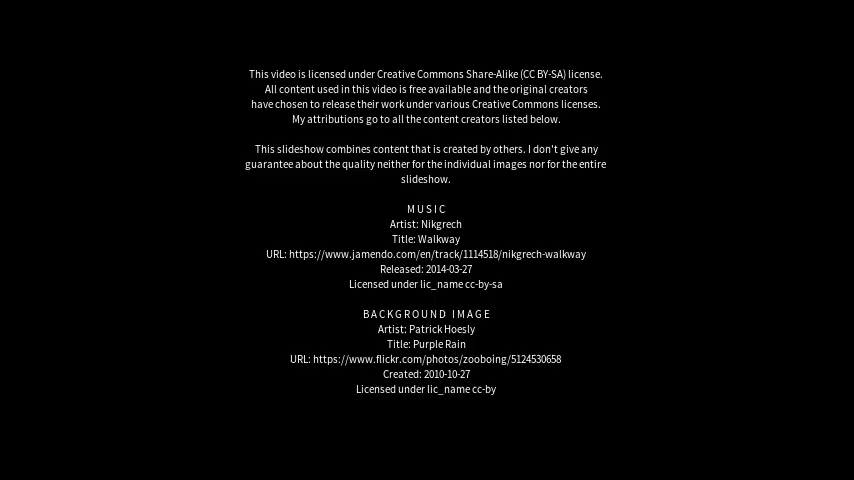 This video is licensed under Creative Commons Share-Alike (CC BY-SA) license.
All content used in this video is free available and the original creators
have chosen to release their work under various Creative Commons licenses.
My attributions go to all the content creators listed below.
This slideshow combines content that is created by others. I don't give any
guarantee about the quality neither for the individual images nor for the entire
slideshow.
MUSIC
Artist: Nikgrech
Title: Walkway
URL: https://www.jamendo.com/en/track/1114518/nikgrech-walkway
Released: 2014-03-27
Licensed under lic_name cc-by-sa
BACKGROUND IMAGE
Artist: Patrick Hoesly
Title: Purple Rain
URL: https://www.flickr.com/photos/zooboing/5124530658
Created: 2010-10-27
Licensed under lic_name cc-by